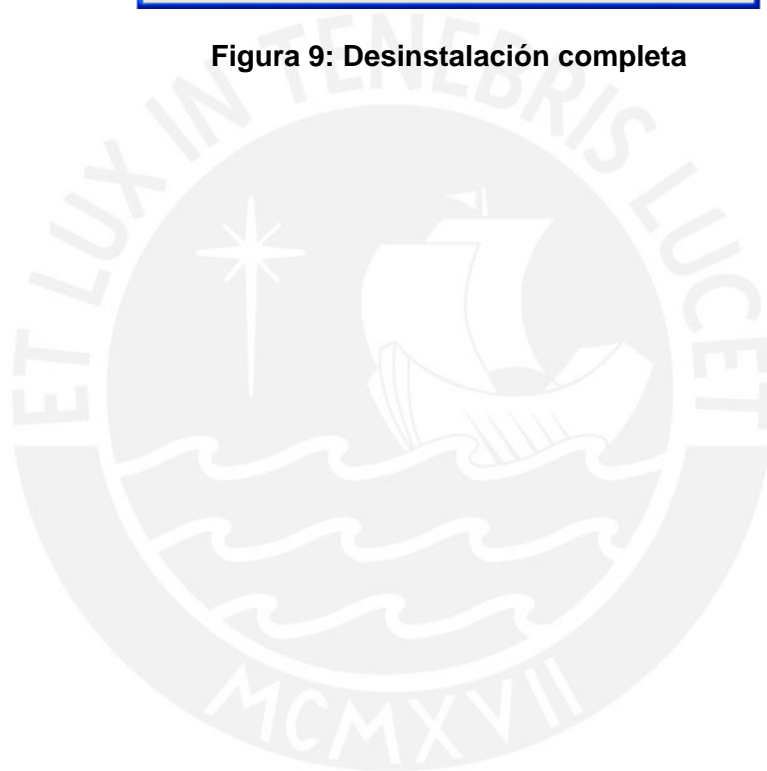 Figura 9: Desinstalación completa
ET LUX IN TENEBRIS LUCET
MCMXVII